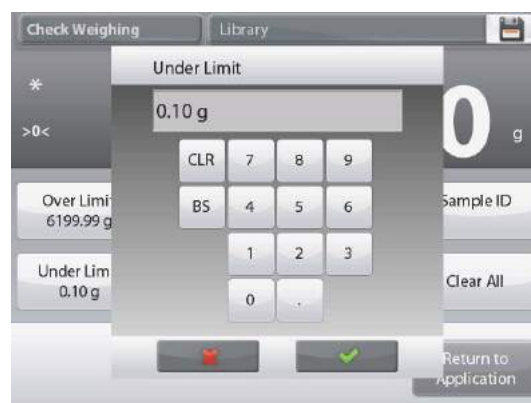 Check Weighing
Library
Under Limit
0.10 g
*
>0<
0
g
CLR 7 8 9
BS 4 5 6
1 2 3
0 .
Over Limi
6199.99 g
Sample ID
Under Lim
0.10 g
Clear All
Return to
Application